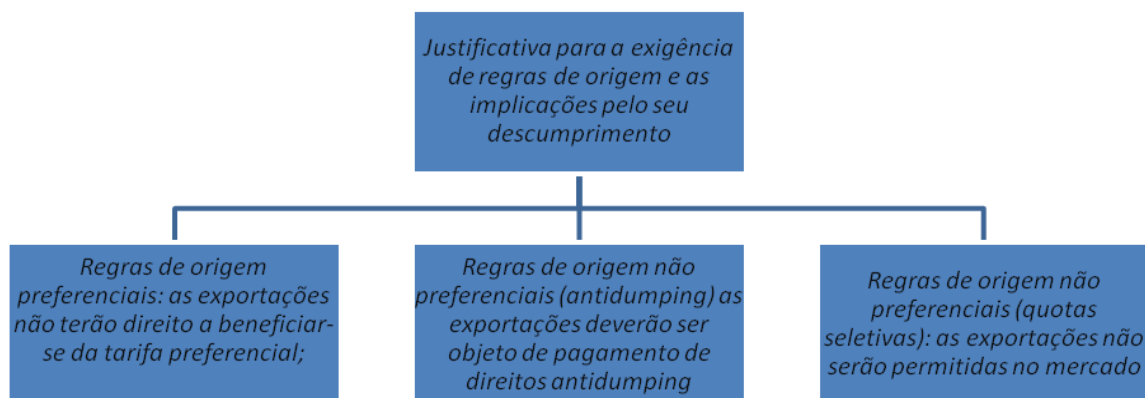 Justificativa para a exigência
de regras de origem e as
implicações pelo seu
descumprimento
Regras de origem
preferenciais: as exportações
não terão direito a beneficiar-
se da tarifa preferencial;
Regras de origem não
preferenciais (antidumping) as
exportações deverão ser
objeto de pagamento de
direitos antidumping
Regras de origem não
preferenciais (quotas
seletivas): as exportações não
serão permitidas no mercado